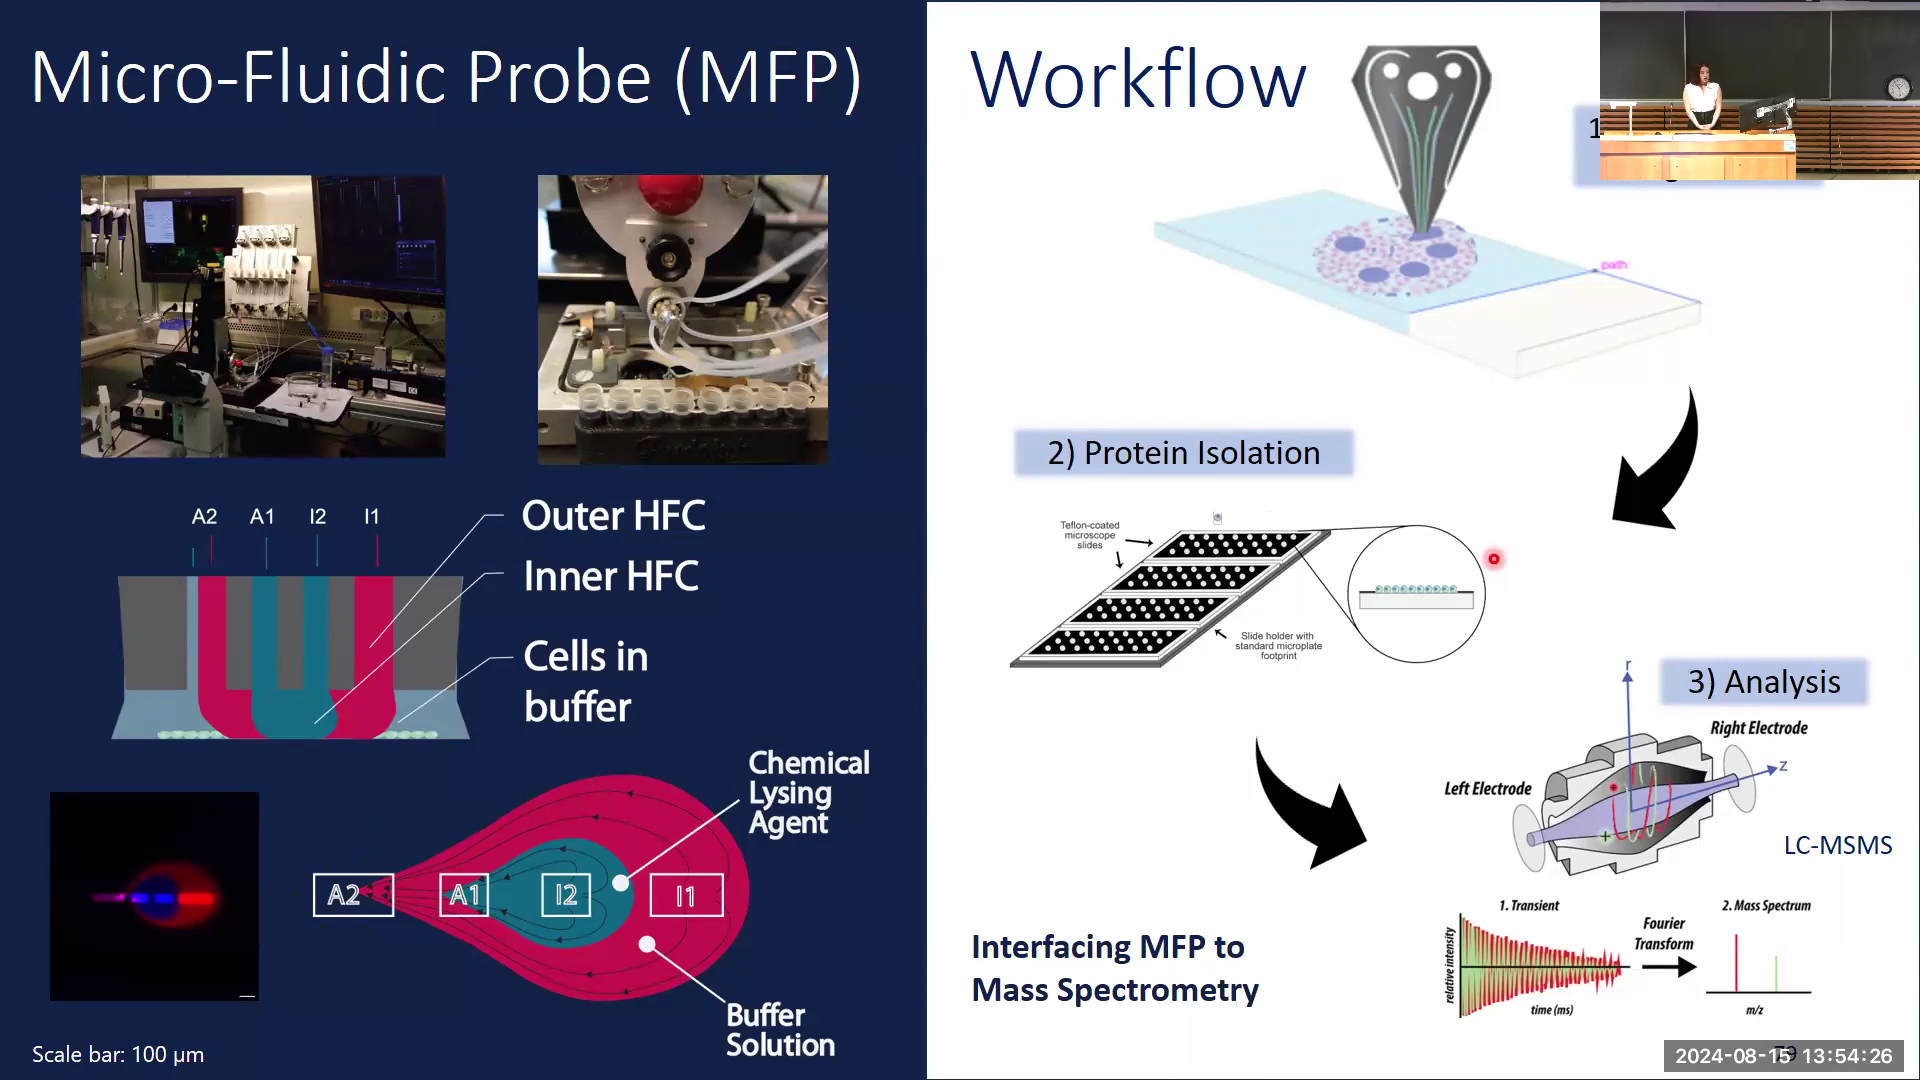 Micro-Fluidic Probe (MFP)
A2 A1 I2 I1
Outer HFC
Inner HFC
Cells in
buffer
Chemical
Lysing
Agent
A2 A1 I2 I1
Buffer
Solution
Scale bar: 100 µm
Workflow
1
path
2) Protein Isolation
Teflon-coated
microscope
slides
Slide holder with
standard microplate
footprint
3) Analysis
r
Right Electrode
z
Left Electrode
+
LC-MSMS
Interfacing MFP to
Mass Spectrometry
1. Transient
relative intensity
time (ms)
Fourier
Transform
2. Mass Spectrum
m/z
2024-08-15 13:54:26